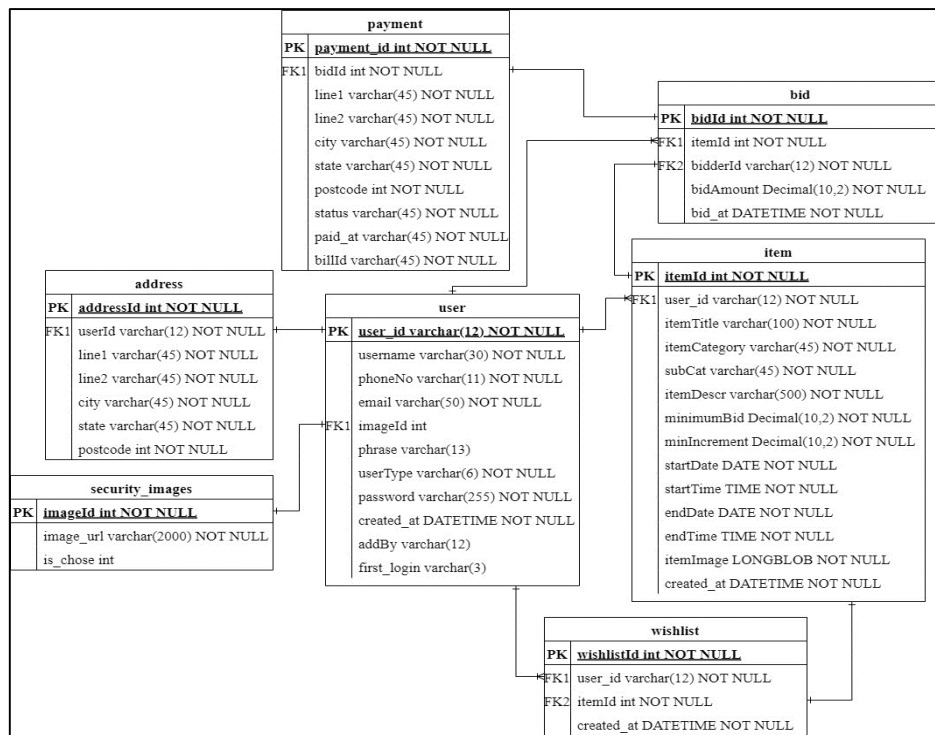 payment
PK payment_id int NOT NULL
FK1 bidId int NOT NULL
line1 varchar(45) NOT NULL
line2 varchar(45) NOT NULL
city varchar(45) NOT NULL
state varchar(45) NOT NULL
postcode int NOT NULL
status varchar(45) NOT NULL
paid_at varchar(45) NOT NULL
billId varchar(45) NOT NULL
bid
PK bidId int NOT NULL
FK1 itemId int NOT NULL
FK2 bidderId varchar(12) NOT NULL
bidAmount Decimal(10,2) NOT NULL
bid_at DATETIME NOT NULL
address
PK addressId int NOT NULL
FK1 userId varchar(12) NOT NULL
line1 varchar(45) NOT NULL
line2 varchar(45) NOT NULL
city varchar(45) NOT NULL
state varchar(45) NOT NULL
postcode int NOT NULL
user
PK user_id varchar(12) NOT NULL
username varchar(30) NOT NULL
phoneNo varchar(11) NOT NULL
email varchar(50) NOT NULL
FK1 imageId int
phrase varchar(13)
userType varchar(6) NOT NULL
password varchar(255) NOT NULL
created_at DATETIME NOT NULL
addBy varchar(12)
first_login varchar(3)
item
PK itemId int NOT NULL
FK1 user_id varchar(12) NOT NULL
itemTitle varchar(100) NOT NULL
itemCategory varchar(45) NOT NULL
subCat varchar(45) NOT NULL
itemDescr varchar(500) NOT NULL
minimumBid Decimal(10,2) NOT NULL
minIncrement Decimal(10,2) NOT NULL
startDate DATE NOT NULL
startTime TIME NOT NULL
endDate DATE NOT NULL
endTime TIME NOT NULL
itemImage LONGBLOB NOT NULL
created_at DATETIME NOT NULL
security_images
PK imageId int NOT NULL
image_url varchar(2000) NOT NULL
is_chose int
wishlist
PK wishlistId int NOT NULL
FK1 user_id varchar(12) NOT NULL
FK2 itemId int NOT NULL
created_at DATETIME NOT NULL